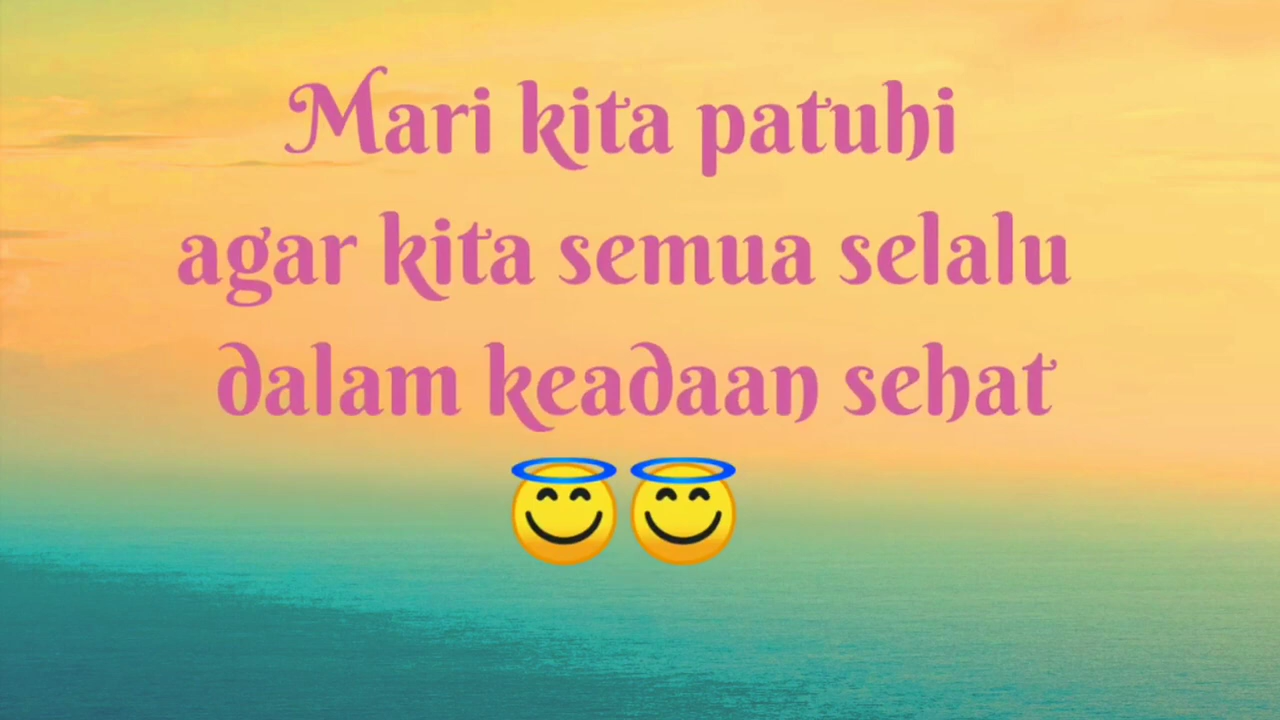 Mari kita patuhi
agar kita semua selalu
dalam keadaan sehat
😇😇